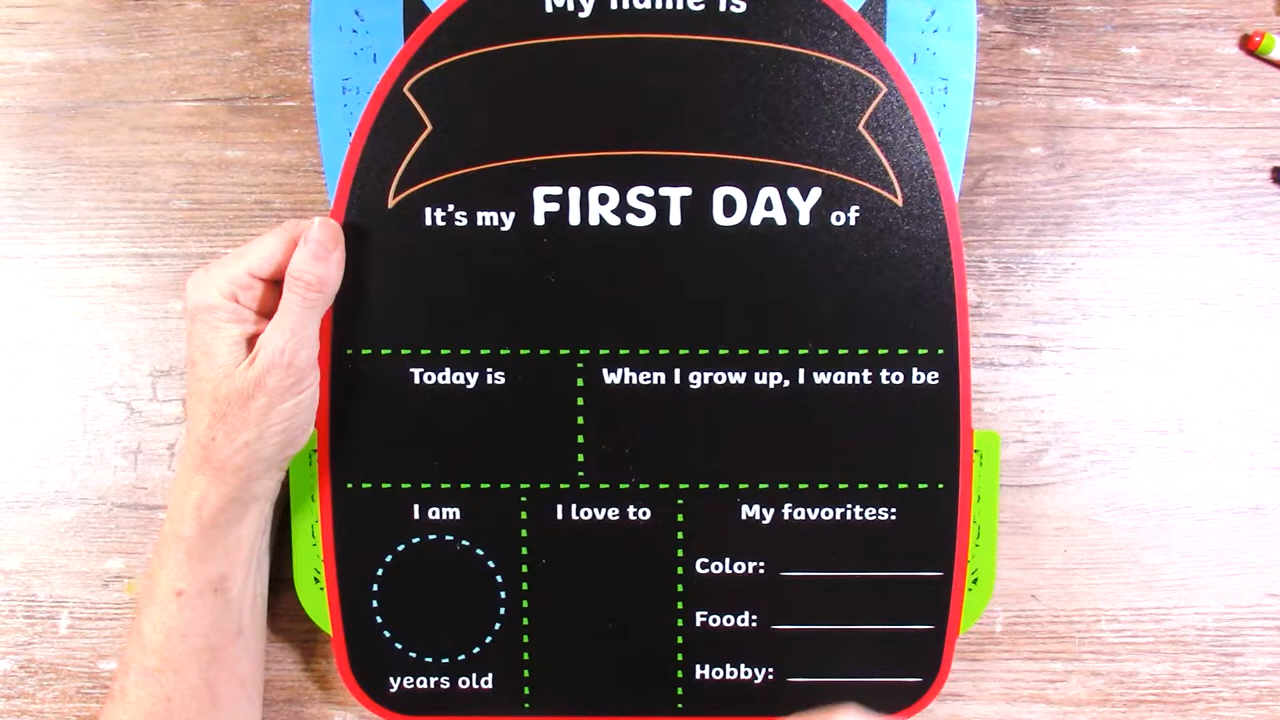 My name is
It's my FIRST DAY of
Today is
When I grow up, I want to be
I am
years old
I love to
My favorites:
Color:
Food:
Hobby: